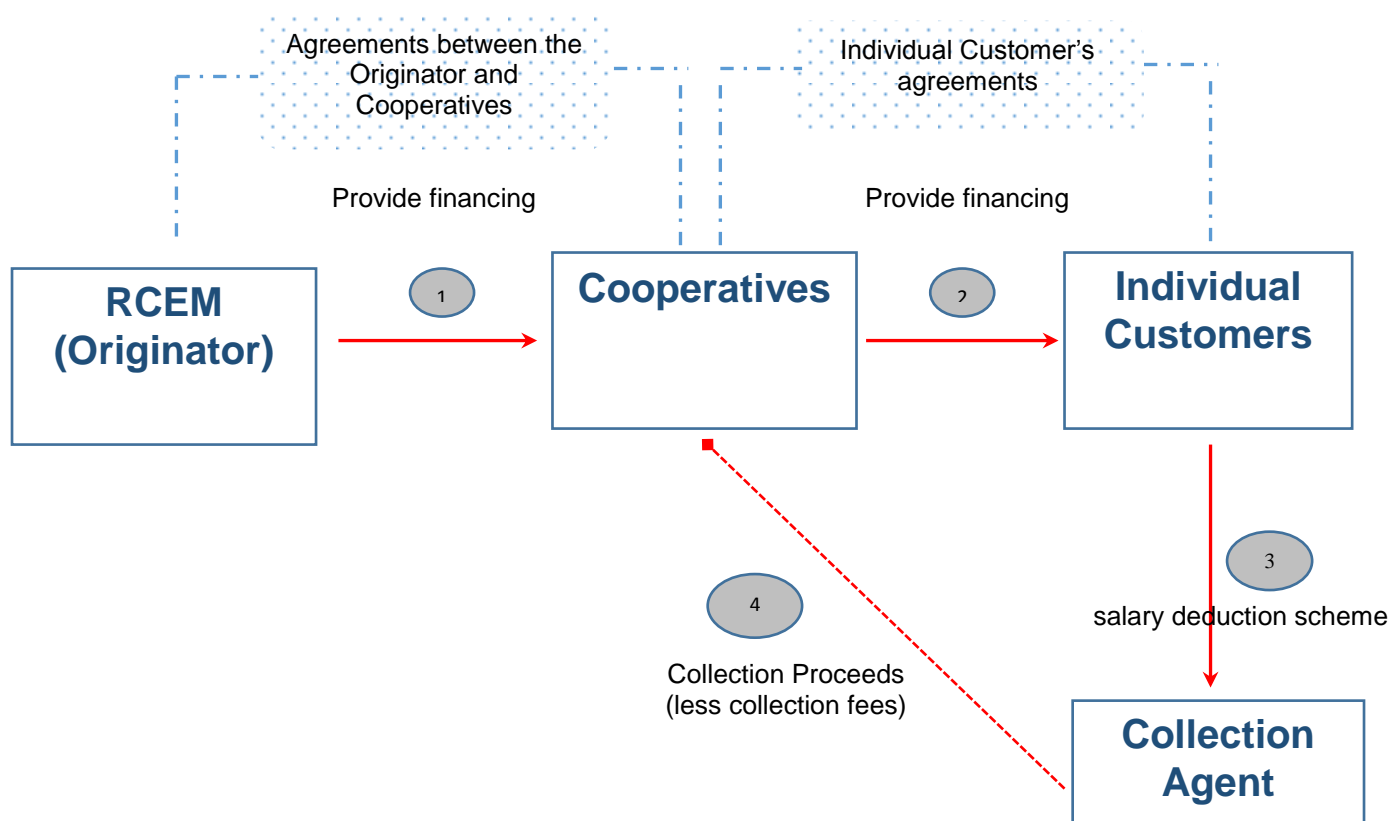 Agreements between the
Originator and
Cooperatives
Individual Customer’s
agreements
Provide financing
Provide financing
RCEM
(Originator)
1
Cooperatives
2
Individual
Customers
3
salary deduction scheme
4
Collection Proceeds
(less collection fees)
Collection
Agent